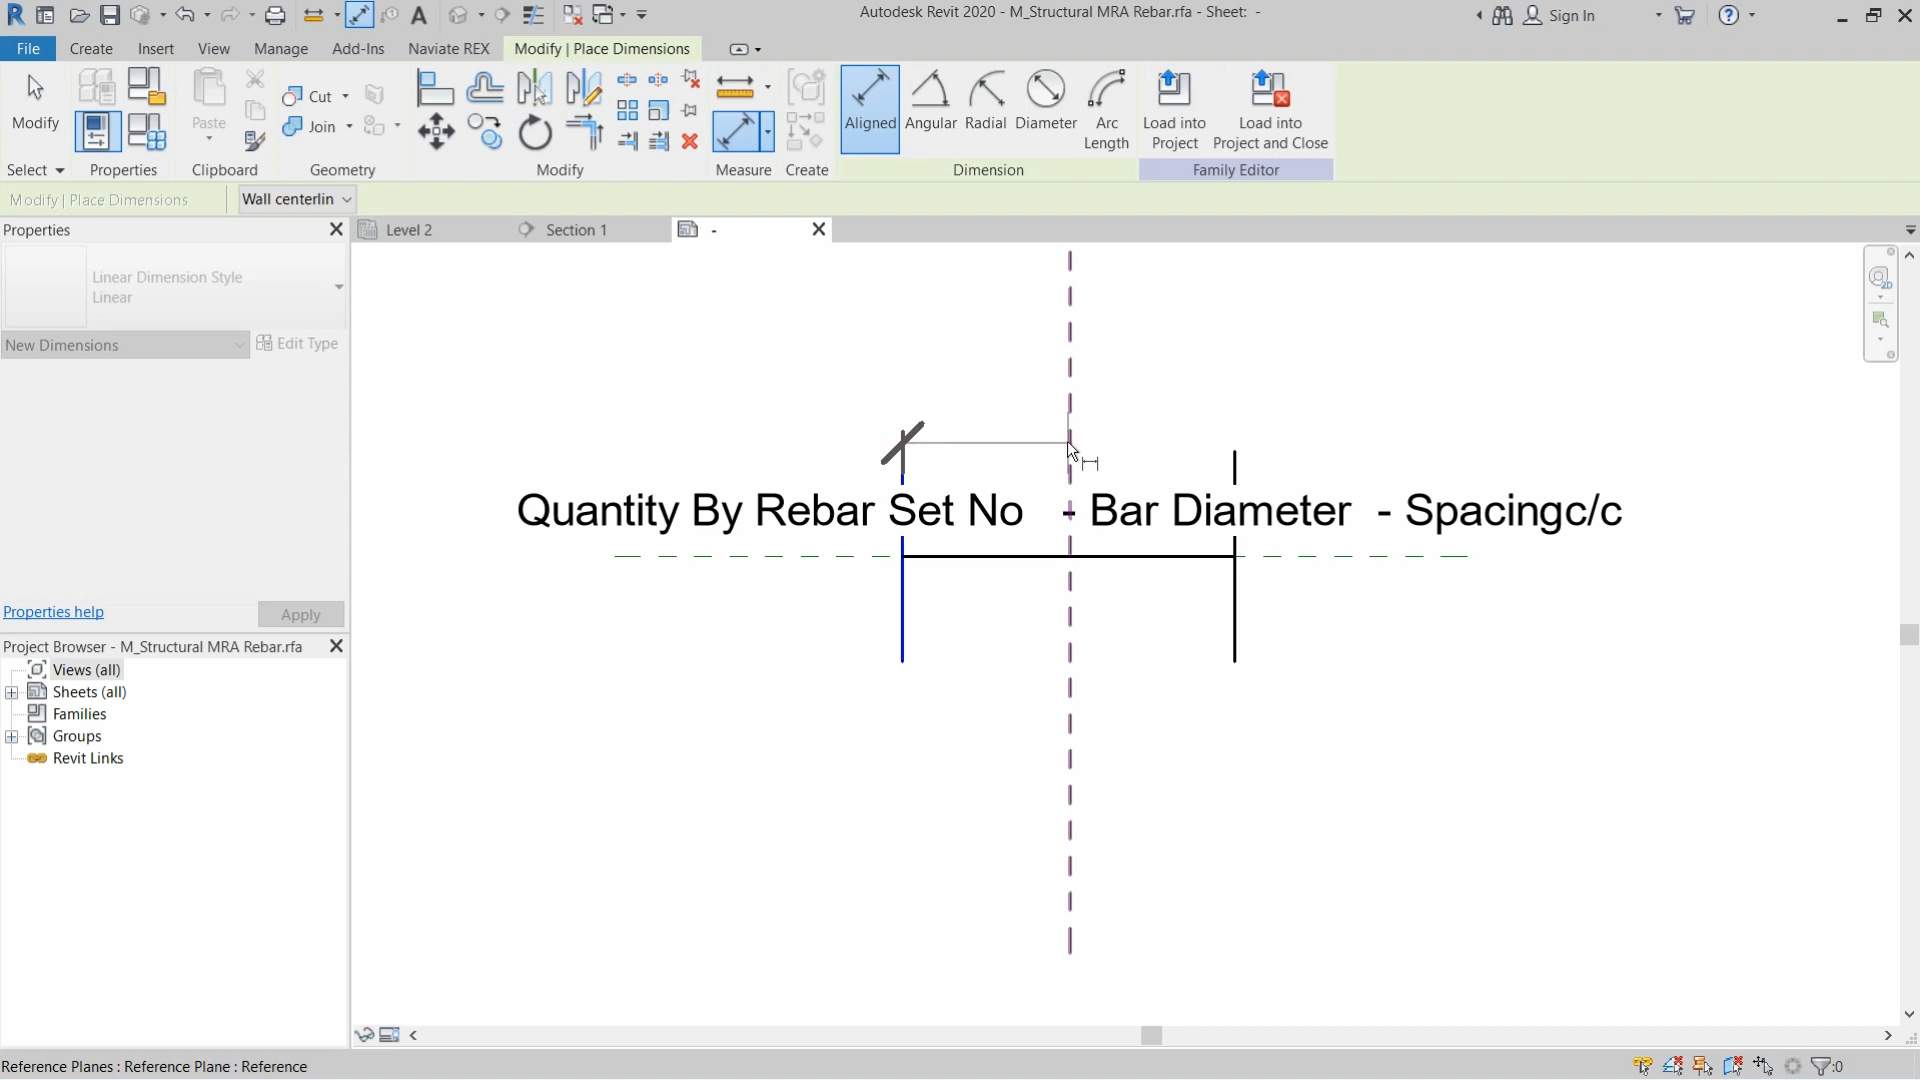 Autodesk Revit 2020 - M_Structural MRA Rebar.rfa - Sheet: -
Sign In
File
Create
Insert
View
Manage
Add-Ins
Naviate REX
Modify | Place Dimensions
Modify
Paste
Cut
Join
Aligned
Angular
Radial
Diameter
Arc
Length
Load into
Project
Load into
Project and Close
Select
Properties
Clipboard
Geometry
Modify
Measure
Create
Dimension
Family Editor
Modify | Place Dimensions
Wall centerlin
Properties
Level 2
Section 1
-
Linear Dimension Style
Linear
New Dimensions
Edit Type
Quantity By Rebar Set No - Bar Diameter - Spacingc/c
Properties help
Apply
Project Browser - M_Structural MRA Rebar.rfa
Views (all)
Sheets (all)
Families
Groups
Revit Links
Reference Planes : Reference Plane : Reference
:0